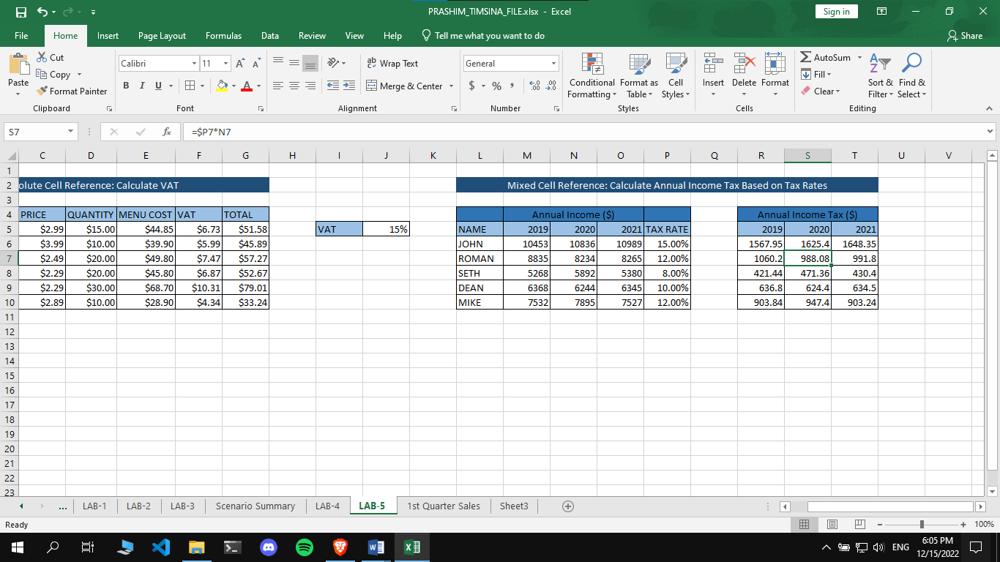 PRASHIM_TIMSINA_FILE.xlsx - Excel
Sign in
File Home Insert Page Layout Formulas Data Review View Help Tell me what you want to do Share
Paste Cut Copy Format Painter
Calibri 11 B I U A A A
Wrap Text Merge & Center
General $ % ,
Conditional Formatting Format as Table Cell Styles
Insert Delete Format
AutoSum Fill Clear Sort & Filter Find & Select
Clipboard Font Alignment Number Styles Cells Editing
S7 fx =$P7*N7
C D E F G H I J K L M N O P Q R S T U V
1
2 olute Cell Reference: Calculate VAT Mixed Cell Reference: Calculate Annual Income Tax Based on Tax Rates
3
4 PRICE QUANTITY MENU COST VAT TOTAL Annual Income ($) Annual Income Tax ($)
5 $2.99 $15.00 $44.85 $6.73 $51.58 VAT 15% NAME 2019 2020 2021 TAX RATE 2019 2020 2021
6 $3.99 $10.00 $39.90 $5.99 $45.89 JOHN 10453 10836 10989 15.00% 1567.95 1625.4 1648.35
7 $2.49 $20.00 $49.80 $7.47 $57.27 ROMAN 8835 8234 8265 12.00% 1060.2 988.08 991.8
8 $2.29 $20.00 $45.80 $6.87 $52.67 SETH 5268 5892 5380 8.00% 421.44 471.36 430.4
9 $2.29 $30.00 $68.70 $10.31 $79.01 DEAN 6368 6244 6345 10.00% 636.8 624.4 634.5
10 $2.89 $10.00 $28.90 $4.34 $33.24 MIKE 7532 7895 7527 12.00% 903.84 947.4 903.24
11
12
13
14
15
16
17
18
19
20
21
22
23
... LAB-1 LAB-2 LAB-3 Scenario Summary LAB-4 LAB-5 1st Quarter Sales Sheet3
Ready 100%
ENG 6:05 PM
12/15/2022